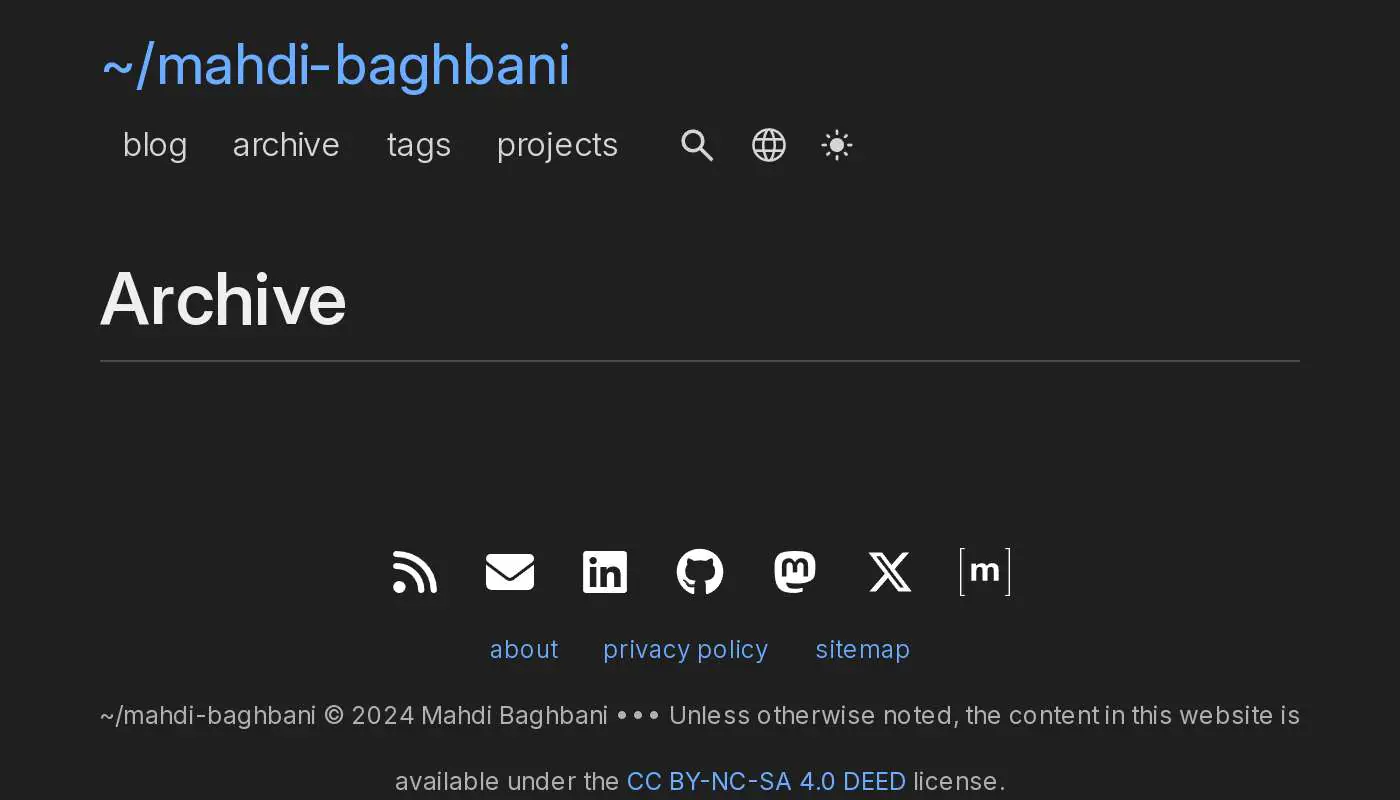 ~/mahdi-baghbani
blog archive tags projects
Archive
in m X [m]
about privacy policy sitemap
~/mahdi-baghbani © 2024 Mahdi Baghbani • • • Unless otherwise noted, the content in this website is
available under the CC BY-NC-SA 4.0 DEED license.